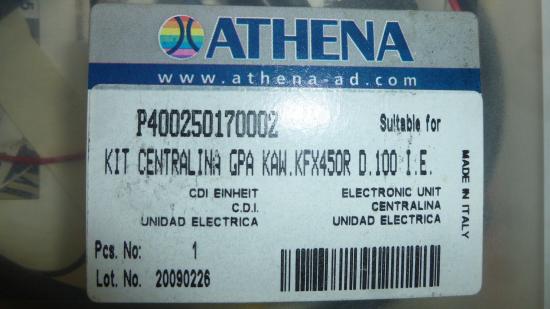 ATHENA
www.athena-ad.com
P400250170002 Suitable for
KIT CENTRALINA GPA KAW.KFX450R D.100 I.E.
CDI EINHEIT ELECTRONIC UNIT
C.D.I. CENTRALINA
UNIDAD ELECTRICA UNIDAD ELECTRICA
MADE IN ITALY
Pcs. No: 1
Lot. No. 20090226